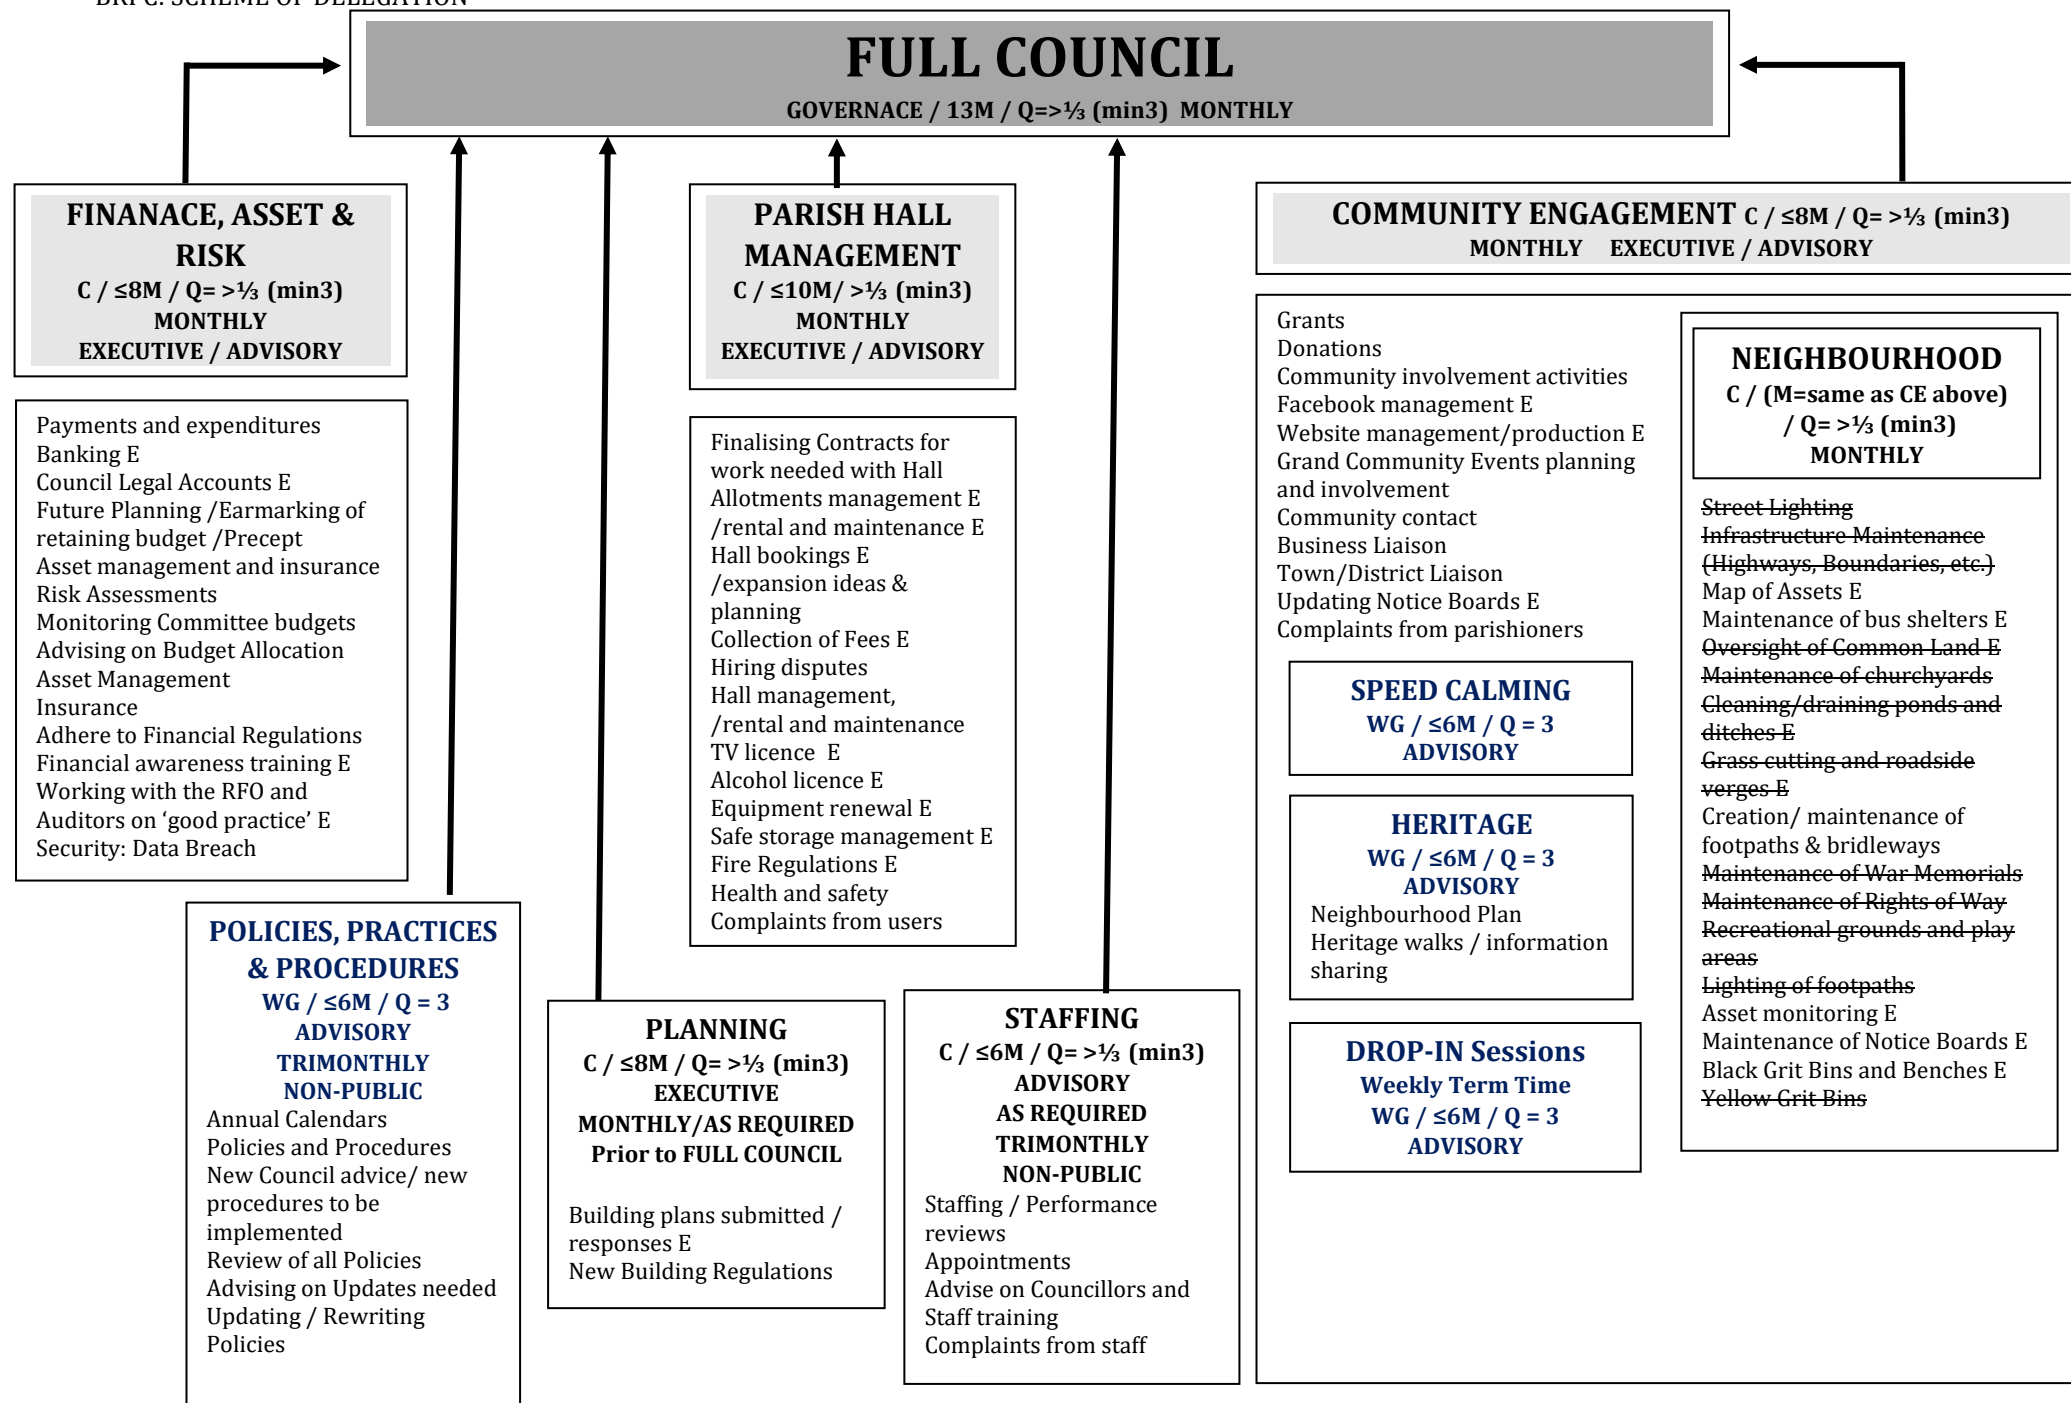 BRPC: SCHEME OF DELEGATION
FULL COUNCIL
GOVERNACE / 13M / Q=>⅓ (min3) MONTHLY
FINANACE, ASSET &
RISK
C / ≤8M / Q= >⅓ (min3)
MONTHLY
EXECUTIVE / ADVISORY
Payments and expenditures
Banking E
Council Legal Accounts E
Future Planning /Earmarking of
retaining budget /Precept
Asset management and insurance
Risk Assessments
Monitoring Committee budgets
Advising on Budget Allocation
Asset Management
Insurance
Adhere to Financial Regulations
Financial awareness training E
Working with the RFO and
Auditors on ‘good practice’ E
Security: Data Breach
POLICIES, PRACTICES
& PROCEDURES
WG / ≤6M / Q = 3
ADVISORY
TRIMONTHLY
NON-PUBLIC
Annual Calendars
Policies and Procedures
New Council advice/ new
procedures to be
implemented
Review of all Policies
Advising on Updates needed
Updating / Rewriting
Policies
PLANNING
C / ≤8M / Q= >⅓ (min3)
EXECUTIVE
MONTHLY/AS REQUIRED
Prior to FULL COUNCIL
Building plans submitted /
responses E
New Building Regulations
PARISH HALL
MANAGEMENT
C / ≤10M/ >⅓ (min3)
MONTHLY
EXECUTIVE / ADVISORY
Finalising Contracts for
work needed with Hall
Allotments management E
/rental and maintenance E
Hall bookings E
/expansion ideas &
planning
Collection of Fees E
Hiring disputes
Hall management,
/rental and maintenance
TV licence E
Alcohol licence E
Equipment renewal E
Safe storage management E
Fire Regulations E
Health and safety
Complaints from users
STAFFING
C / ≤6M / Q= >⅓ (min3)
ADVISORY
AS REQUIRED
TRIMONTHLY
NON-PUBLIC
Staffing / Performance
reviews
Appointments
Advise on Councillors and
Staff training
Complaints from staff
COMMUNITY ENGAGEMENT C / ≤8M / Q= >⅓ (min3)
MONTHLY EXECUTIVE / ADVISORY
Grants
Donations
Community involvement activities
Facebook management E
Website management/production E
Grand Community Events planning
and involvement
Community contact
Business Liaison
Town/District Liaison
Updating Notice Boards E
Complaints from parishioners
SPEED CALMING
WG / ≤6M / Q = 3
ADVISORY
HERITAGE
WG / ≤6M / Q = 3
ADVISORY
Neighbourhood Plan
Heritage walks / information
sharing
DROP-IN Sessions
Weekly Term Time
WG / ≤6M / Q = 3
ADVISORY
NEIGHBOURHOOD
C / (M=same as CE above)
/ Q= >⅓ (min3)
MONTHLY
Street Lighting
Infrastructure Maintenance
(Highways, Boundaries, etc.)
Map of Assets E
Maintenance of bus shelters E
Oversight of Common Land E
Maintenance of churchyards
Cleaning/draining ponds and
ditches E
Grass cutting and roadside
verges E
Creation/ maintenance of
footpaths & bridleways
Maintenance of War Memorials
Maintenance of Rights of Way
Recreational grounds and play
areas
Lighting of footpaths
Asset monitoring E
Maintenance of Notice Boards E
Black Grit Bins and Benches E
Yellow Grit Bins